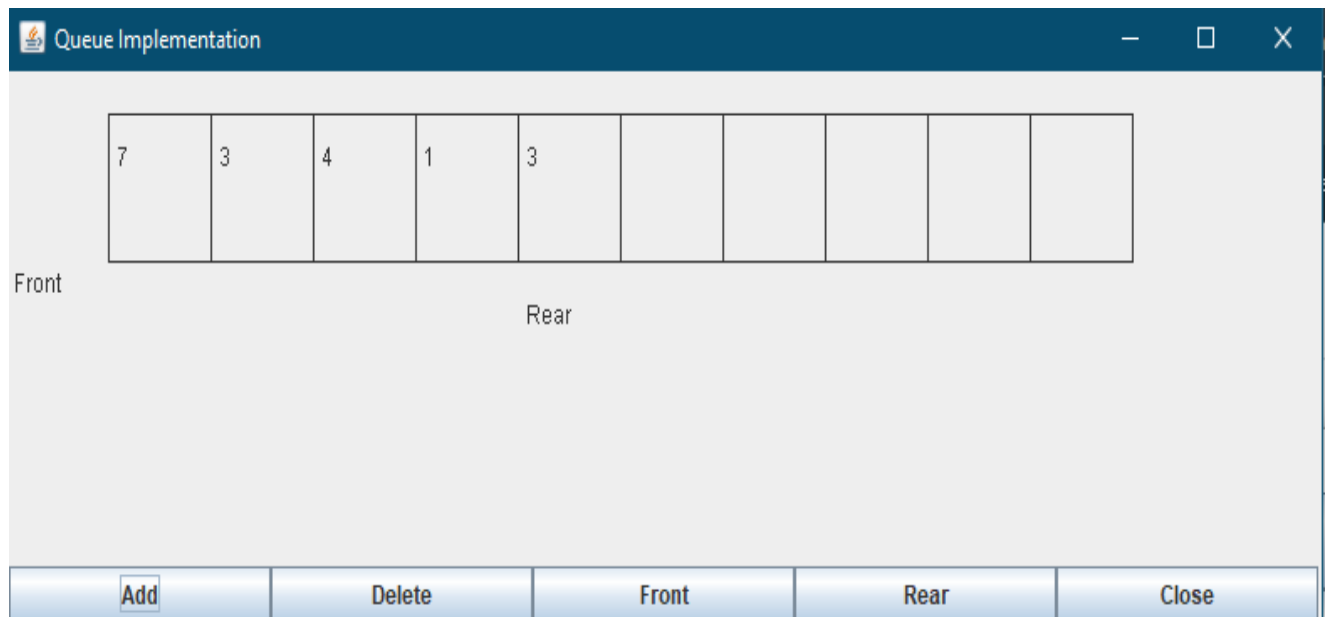 Queue Implementation
7 3 4 1 3
Front
Rear
Add Delete Front Rear Close